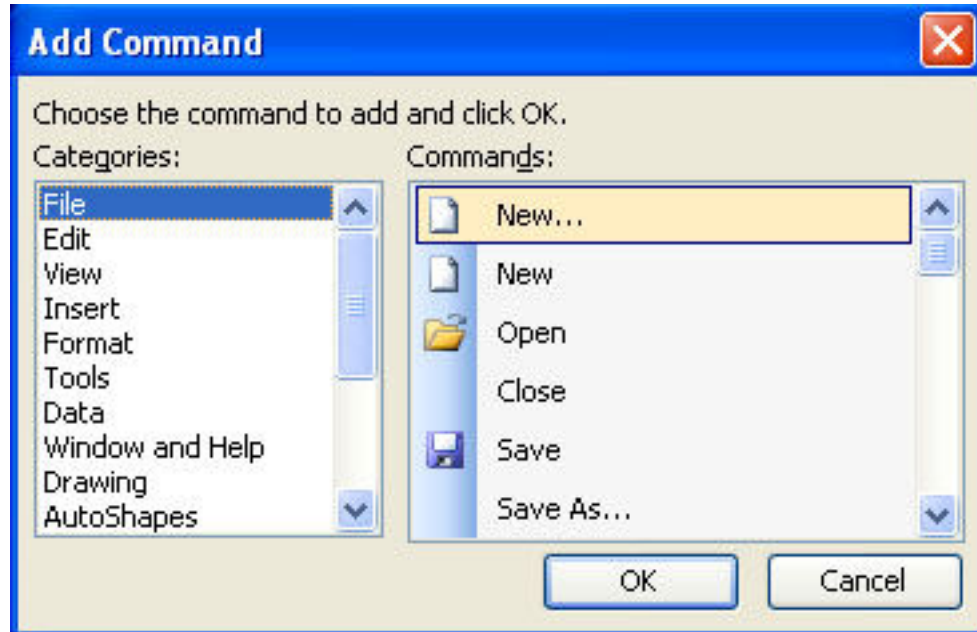 Add Command
Choose the command to add and click OK.
Categories:
File
Edit
View
Insert
Format
Tools
Data
Window and Help
Drawing
AutoShapes
Commands:
New...
New
Open
Close
Save
Save As...
OK
Cancel